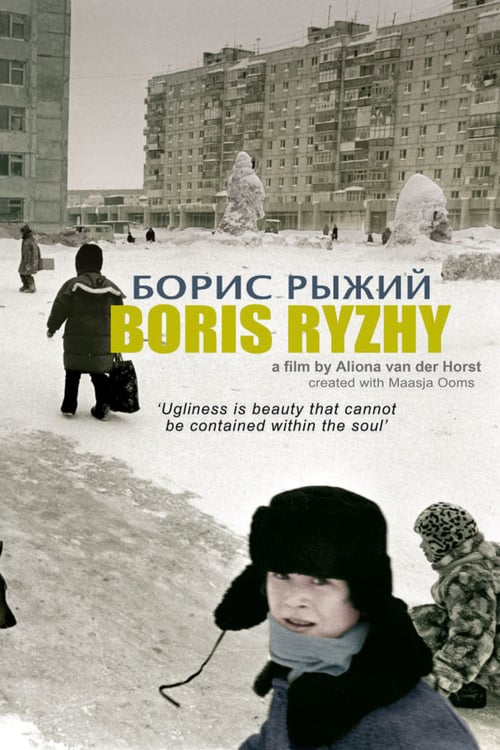 БОРИС РЫЖИЙ
BORIS RYZHY
a film by Aliona van der Horst
created with Maasja Ooms
‘Ugliness is beauty that cannot
be contained within the soul’